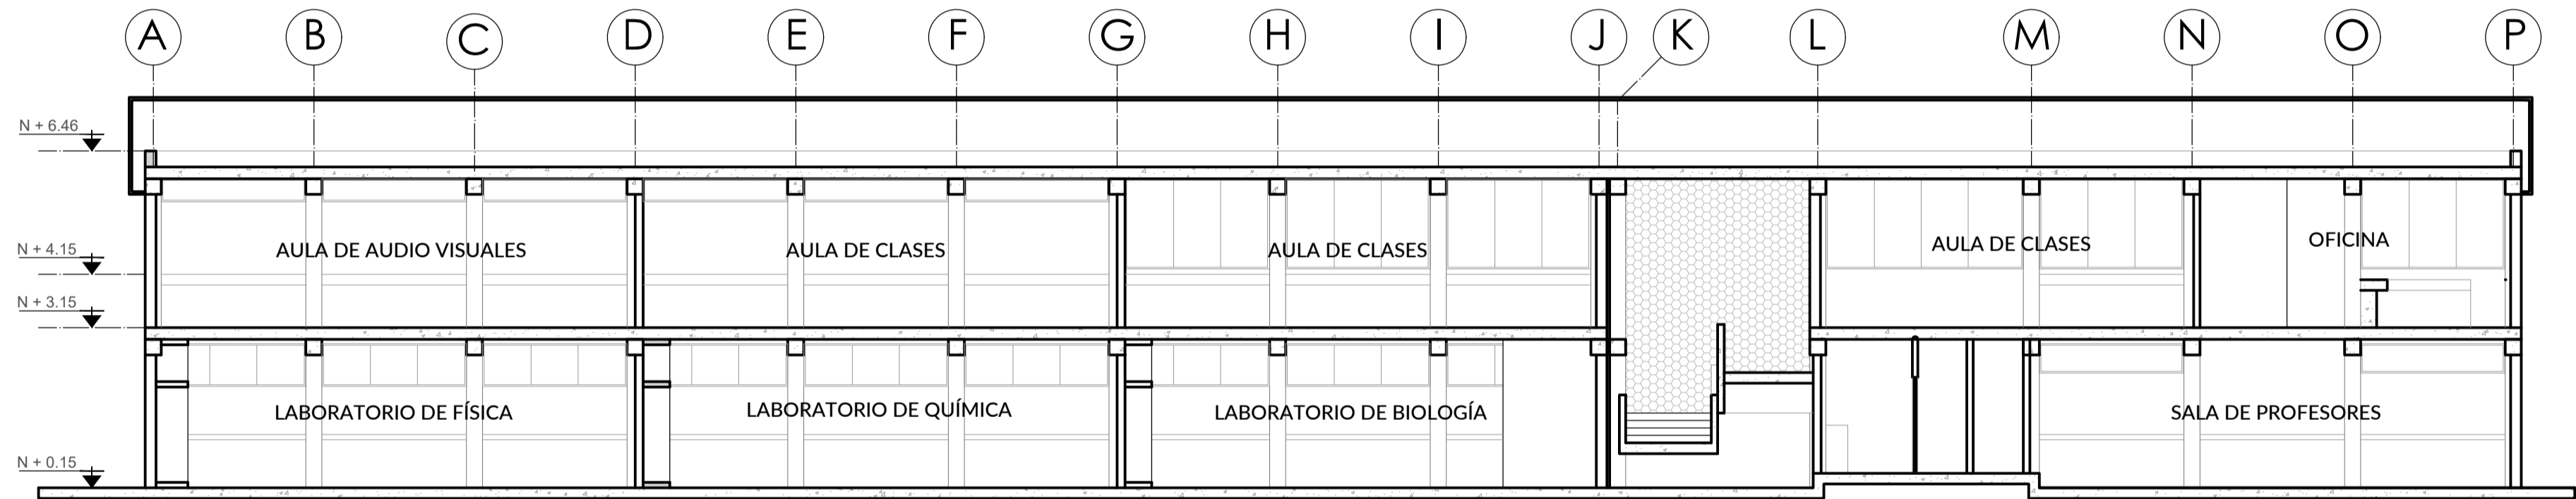 A B C D E F G H I J K L M N O P
N + 6.46
N + 4.15
N + 3.15
N + 0.15
AULA DE AUDIO VISUALES
AULA DE CLASES
AULA DE CLASES
AULA DE CLASES
OFICINA
LABORATORIO DE FÍSICA
LABORATORIO DE QUÍMICA
LABORATORIO DE BIOLOGÍA
SALA DE PROFESORES